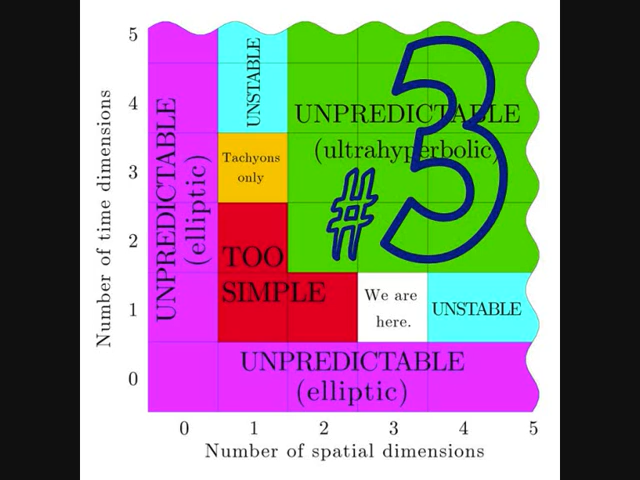 5
4
3
2
1
0
Number of time dimensions
UNPREDICTABLE
(elliptic)
UNSTABLE
UNPREDICTABLE
(ultrahyperbolic)
#3
Tachyons
only
TOO
SIMPLE
We are
here.
UNSTABLE
UNPREDICTABLE
(elliptic)
0 1 2 3 4 5
Number of spatial dimensions